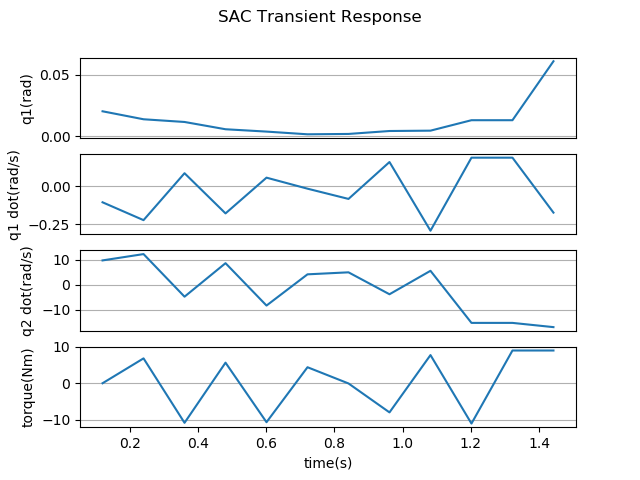 SAC Transient Response
0.05
0.00
q1(rad)
0.00
−0.25
q1 dot(rad/s)
10
0
−10
q2 dot(rad/s)
10
0
−10
torque(Nm)
0.2 0.4 0.6 0.8 1.0 1.2 1.4
time(s)